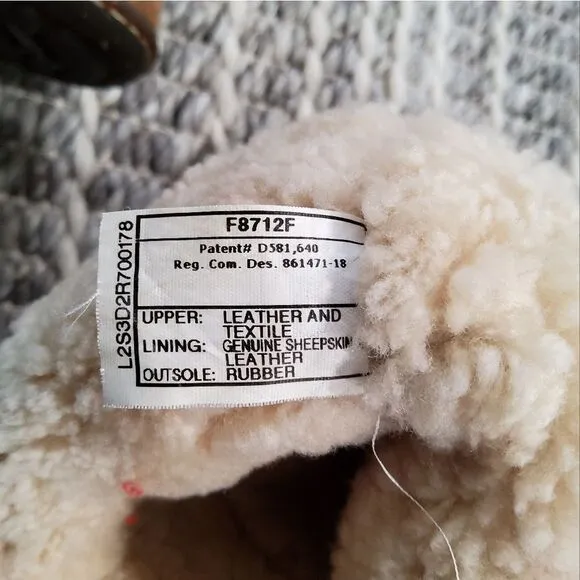 L2S3D2R700178
F8712F
Patent# D581,640
Reg. Com. Des. 861471-18
UPPER: LEATHER AND
TEXTILE
LINING: GENUINE SHEEPSKIN
LEATHER
OUTSOLE: RUBBER